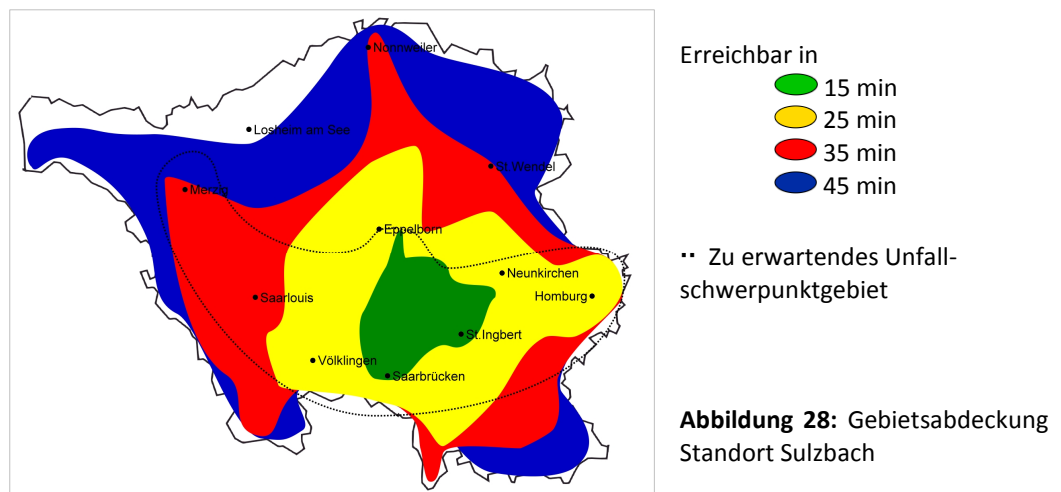 Nonnweiler
Losheim am See
St.Wendel
Merzig
Eppelborn
Neunkirchen
Homburg
Saarlouis
St.Ingbert
Völklingen
Saarbrücken
Erreichbar in
15 min
25 min
35 min
45 min
·· Zu erwartendes Unfall-
schwerpunktgebiet
Abbildung 28: Gebietsabdeckung
Standort Sulzbach